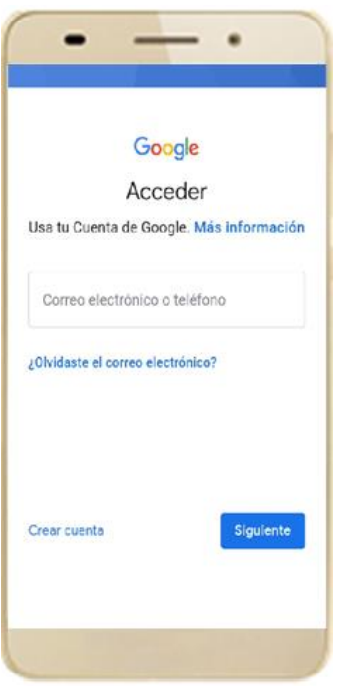 Google
Acceder
Usa tu Cuenta de Google. Más información
Correo electrónico o teléfono
¿Olvidaste el correo electrónico?
Crear cuenta
Siguiente